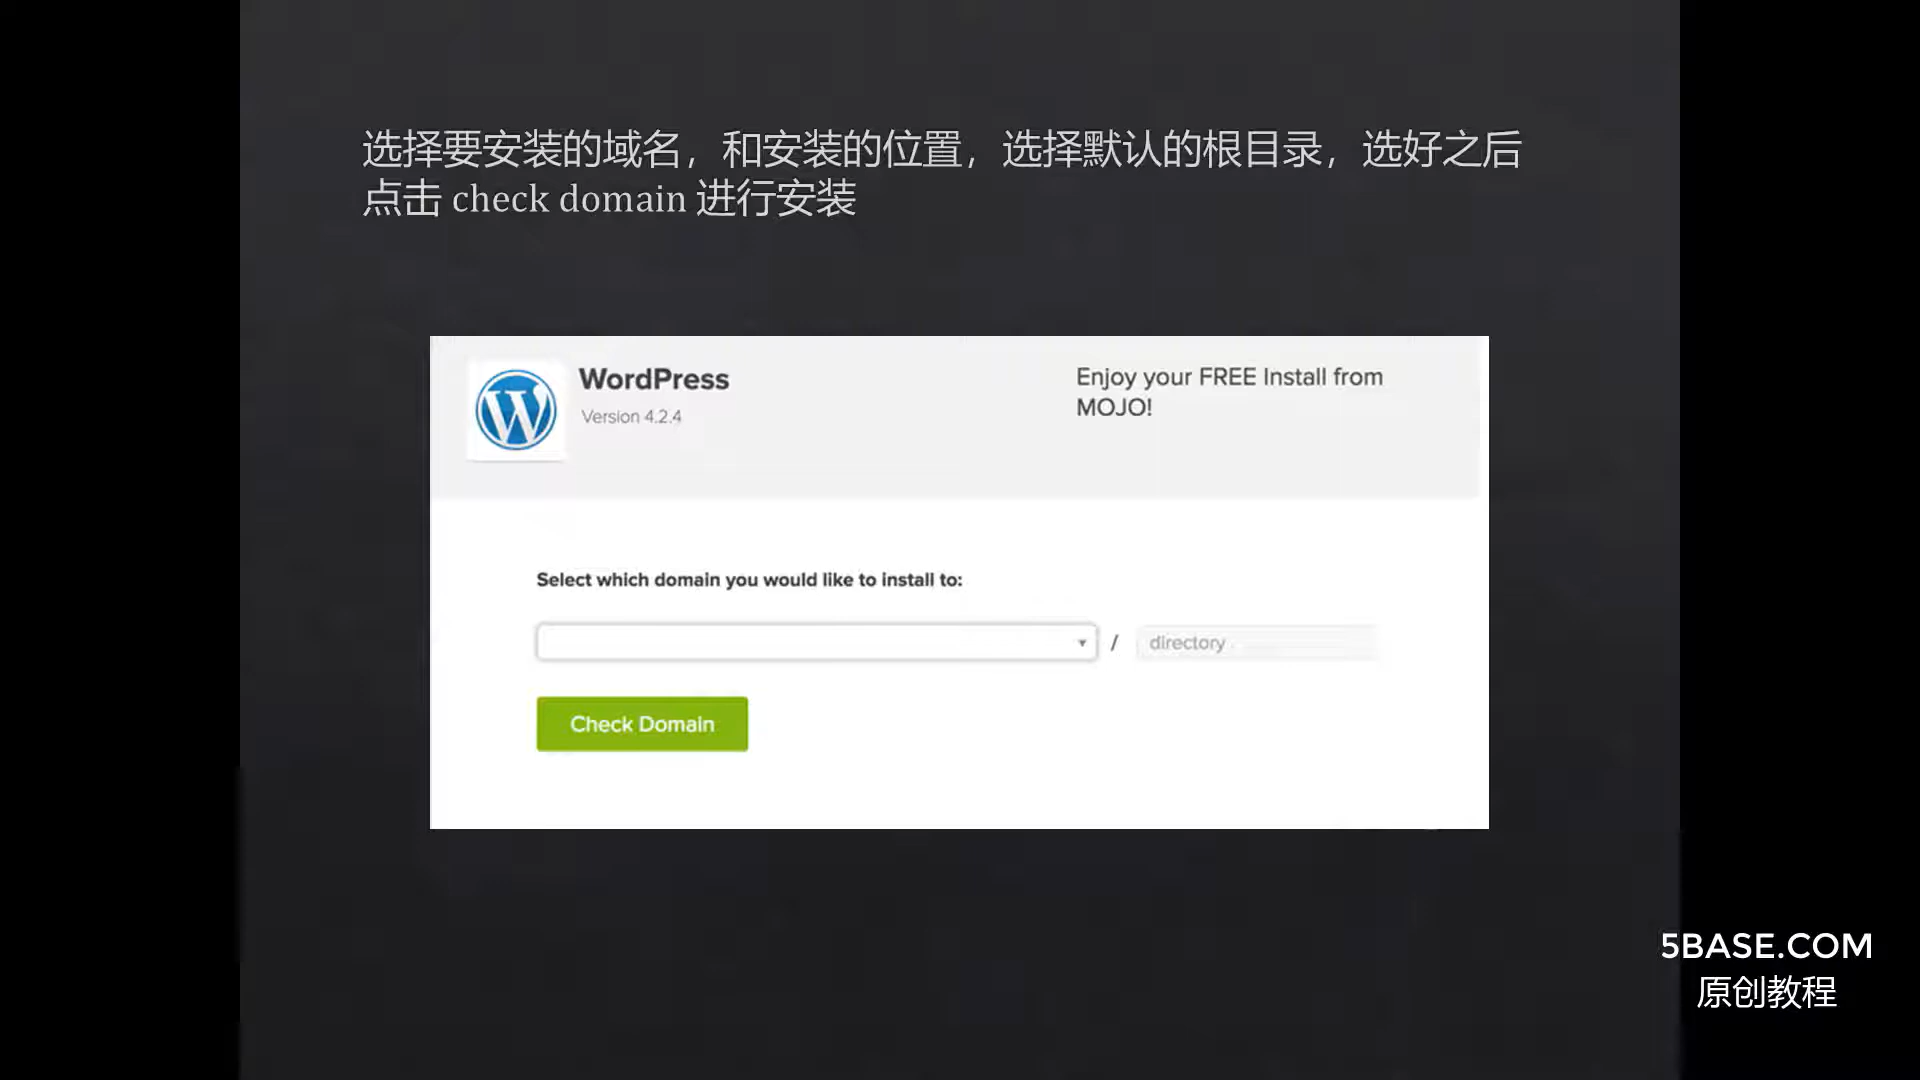 选择要安装的域名，和安装的位置，选择默认的根目录，选好之后
点击 check domain 进行安装
WordPress
Version 4.2.4
Enjoy your FREE Install from
MOJO!
Select which domain you would like to install to:
/ directory
Check Domain
5BASE.COM
原创教程